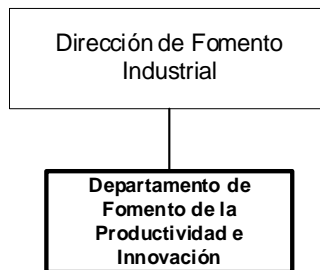 Dirección de Fomento
Industrial
Departamento de
Fomento de la
Productividad e
Innovación